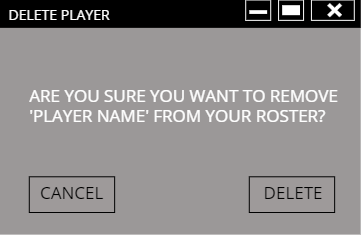 DELETE PLAYER
ARE YOU SURE YOU WANT TO REMOVE
'PLAYER NAME' FROM YOUR ROSTER?
CANCEL
DELETE